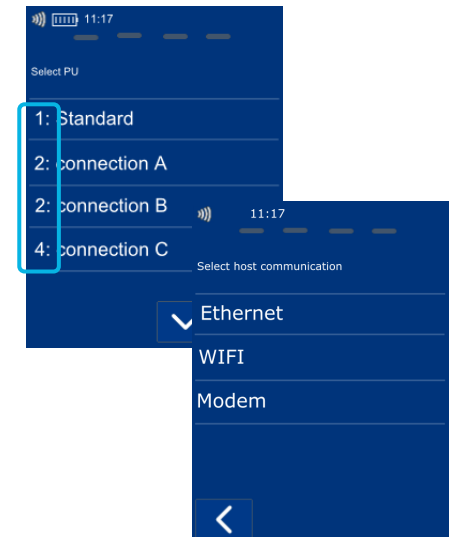 11:17
Select PU
1: Standard
2: connection A
2: connection B
4: connection C
11:17
Select host communication
Ethernet
WIFI
Modem